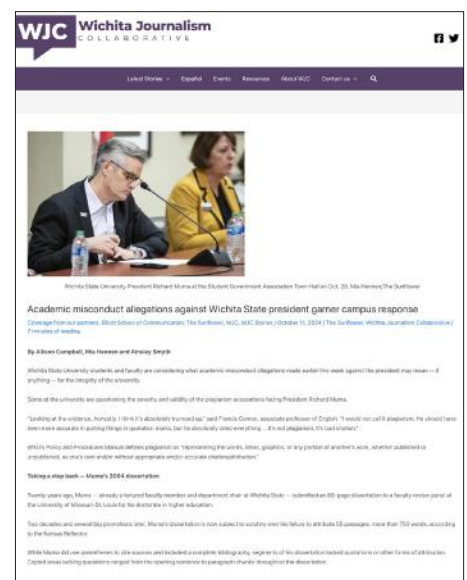 WJC
Wichita Journalism
COLLABORATIVE
Latest Stories Español Events Resources About WJC Contact us
Wichita State University President Richard Muma at the Student Government Association Town Hall on Oct. 25. Mia Hennen/The Sunflower
Academic misconduct allegations against Wichita State president garner campus response
Coverage from our partners, Elliott School of Communication, The Sunflower, WJC, WJC Stories / October 11, 2024 / The Sunflower, Wichita Journalism Collaborative /
7 minutes of reading
By Allison Campbell, Mia Hennen and Ainsley Smyth
Wichita State University students and faculty are considering what academic misconduct allegations made earlier this week against the president may mean — if
anything — for the integrity of the university.
Some at the university are questioning the severity and validity of the plagiarism accusations facing President Richard Muma.
"Looking at the evidence, honestly, I think it's absolutely trumped up," said Francis Connor, associate professor of English. "I would not call it plagiarism. He should have
been more accurate in putting things in quotation marks, but he absolutely cited everything … It's not plagiarism; it's bad citation."
WSU's Policy and Procedures Manual defines plagiarism as "representing the words, ideas, graphics, or any portion of another's work, whether published or
unpublished, as one's own and/or without appropriate and/or accurate citation/attribution."
Taking a step back — Muma's 2004 dissertation
Twenty years ago, Muma — already a tenured faculty member and department chair at Wichita State — submitted an 88-page dissertation to a faculty review panel at
the University of Missouri-St. Louis for his doctorate in higher education.
Two decades and several big promotions later, Muma's dissertation is now subject to scrutiny over his failure to attribute 55 passages, more than 750 words, according
to the Kansas Reflector.
While Muma did use parentheses to cite sources and included a complete bibliography, segments of his dissertation lacked quotations or other forms of attribution.
Copied areas lacking quotations ranged from the opening sentence to paragraph chunks throughout the dissertation.